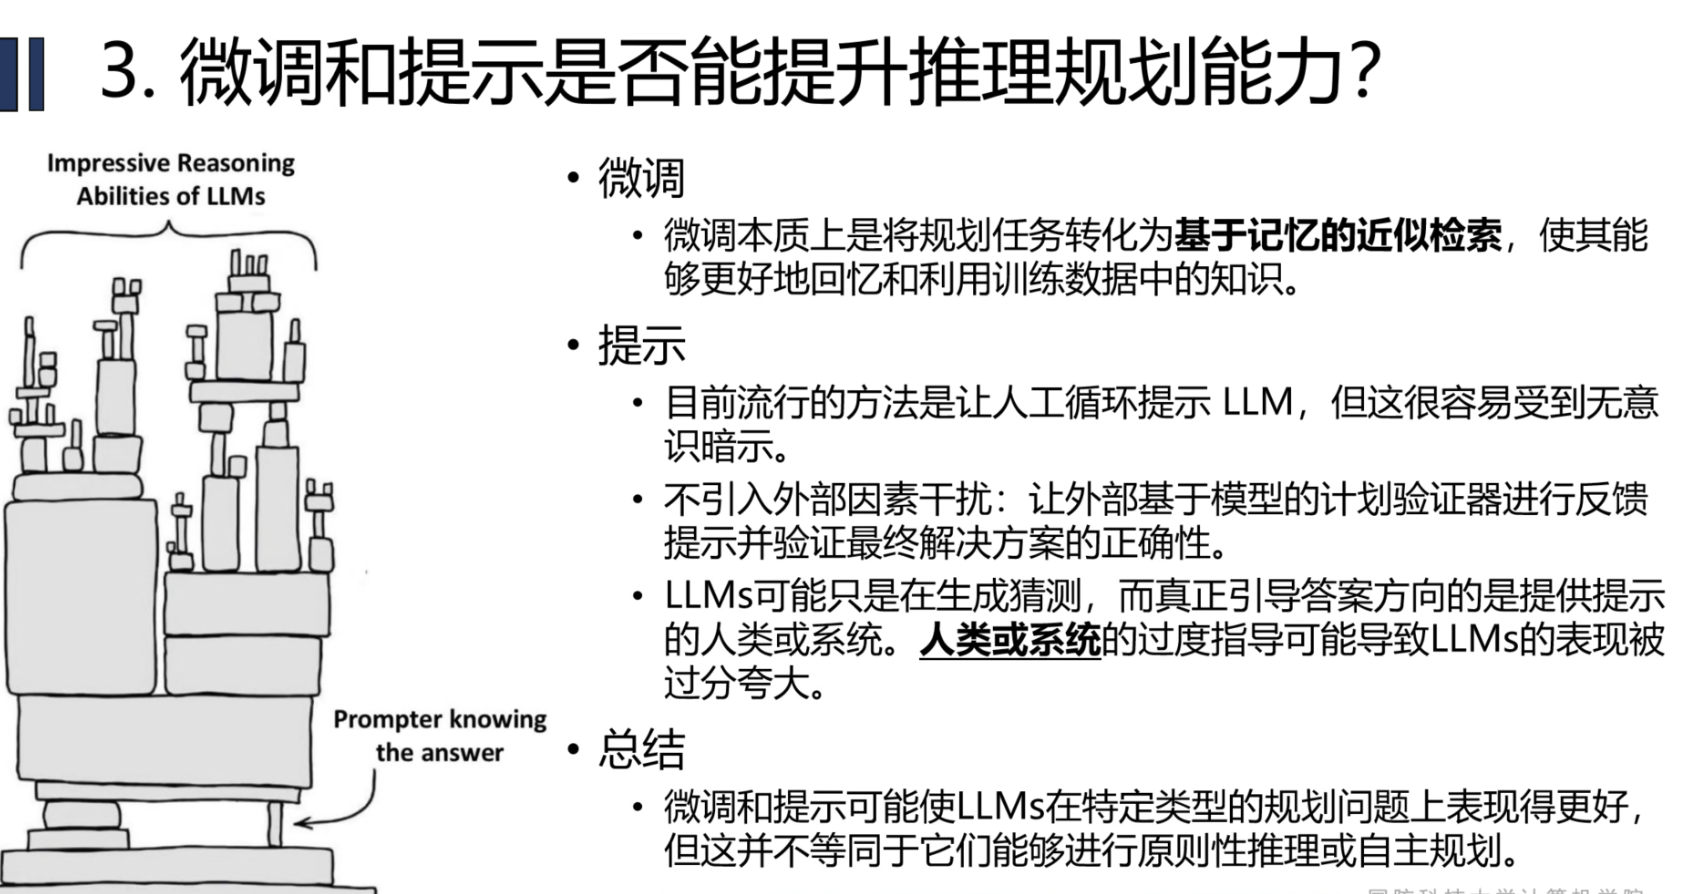 3. 微调和提示是否能提升推理规划能力？
Impressive Reasoning
Abilities of LLMs
Prompter knowing
the answer
• 微调
• 微调本质上是将规划任务转化为基于记忆的近似检索，使其能
够更好地回忆和利用训练数据中的知识。
• 提示
• 目前流行的方法是让人工循环提示 LLM，但这很容易受到无意
识暗示。
• 不引入外部因素干扰：让外部基于模型的计划验证器进行反馈
提示并验证最终解决方案的正确性。
• LLMs可能只是在生成猜测，而真正引导答案方向的是提供提示
的人类或系统。人类或系统的过度指导可能导致LLMs的表现被
过分夸大。
• 总结
• 微调和提示可能使LLMs在特定类型的规划问题上表现得更好，
但这并不等同于它们能够进行原则性推理或自主规划。